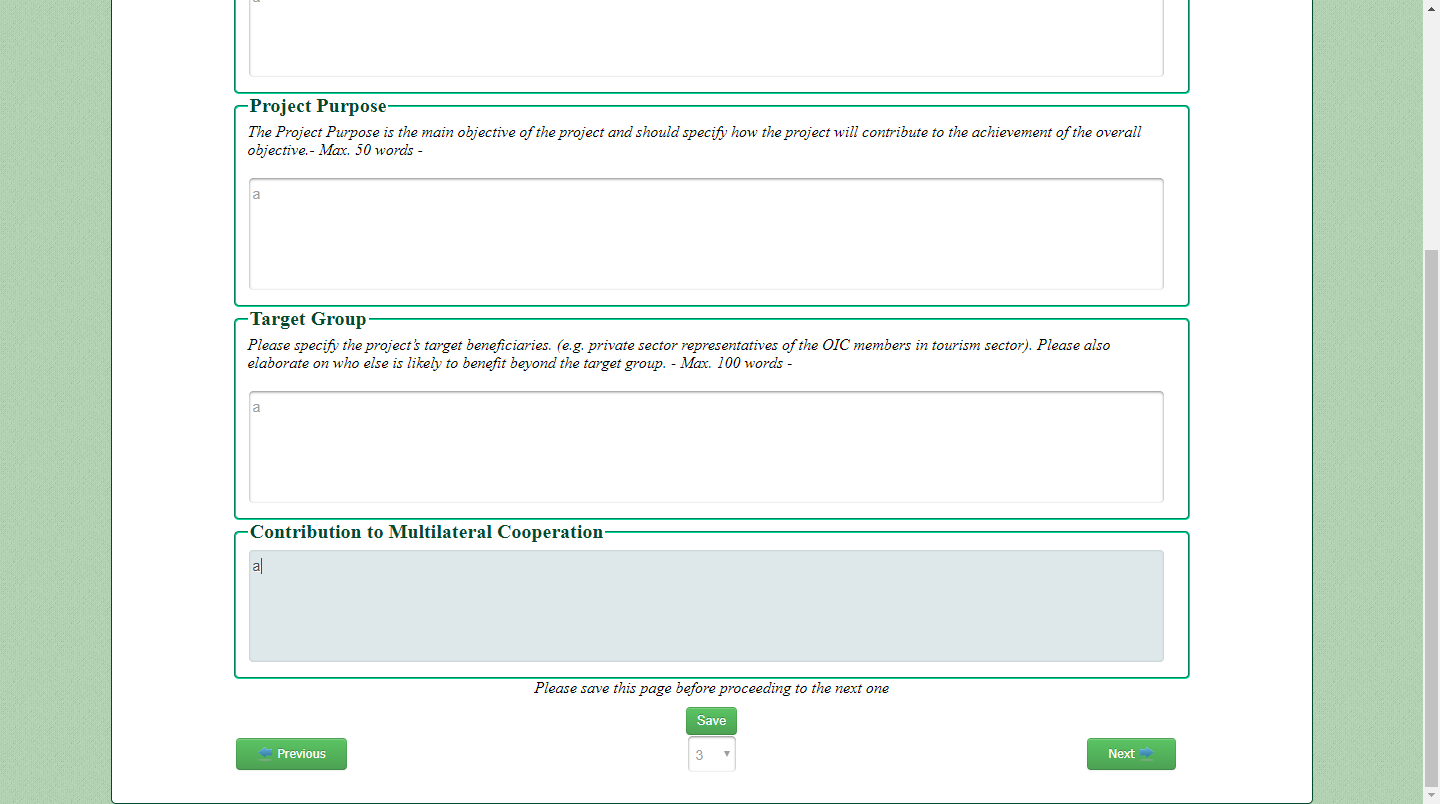 Project Purpose
The Project Purpose is the main objective of the project and should specify how the project will contribute to the achievement of the overall
objective.- Max. 50 words -
a
Target Group
Please specify the project's target beneficiaries. (e.g. private sector representatives of the OIC members in tourism sector). Please also
elaborate on who else is likely to benefit beyond the target group. - Max. 100 words -
a
Contribution to Multilateral Cooperation
a
Please save this page before proceeding to the next one
Save
Previous
3
Next